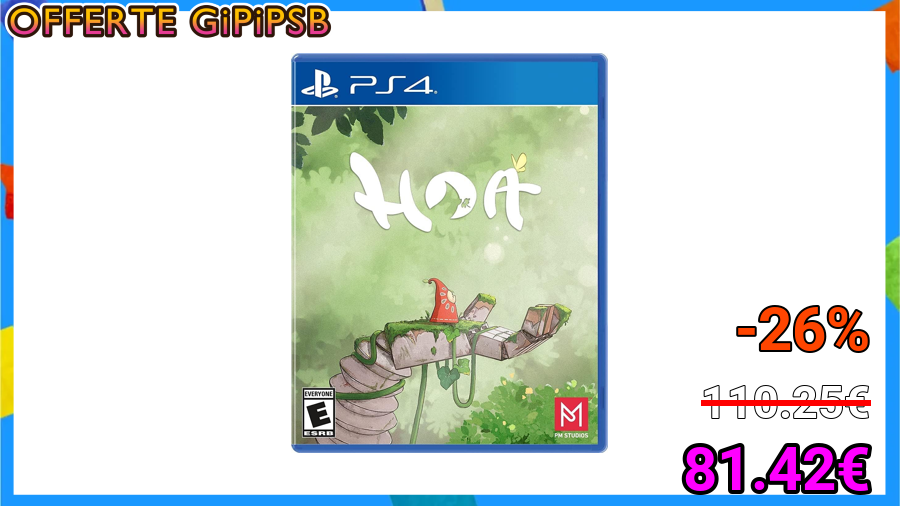 OFFERTE GiPiPSB
PS4
HOA
EVERYONE
E
ESRB
PM STUDIOS
-26%
110.25€
81.42€